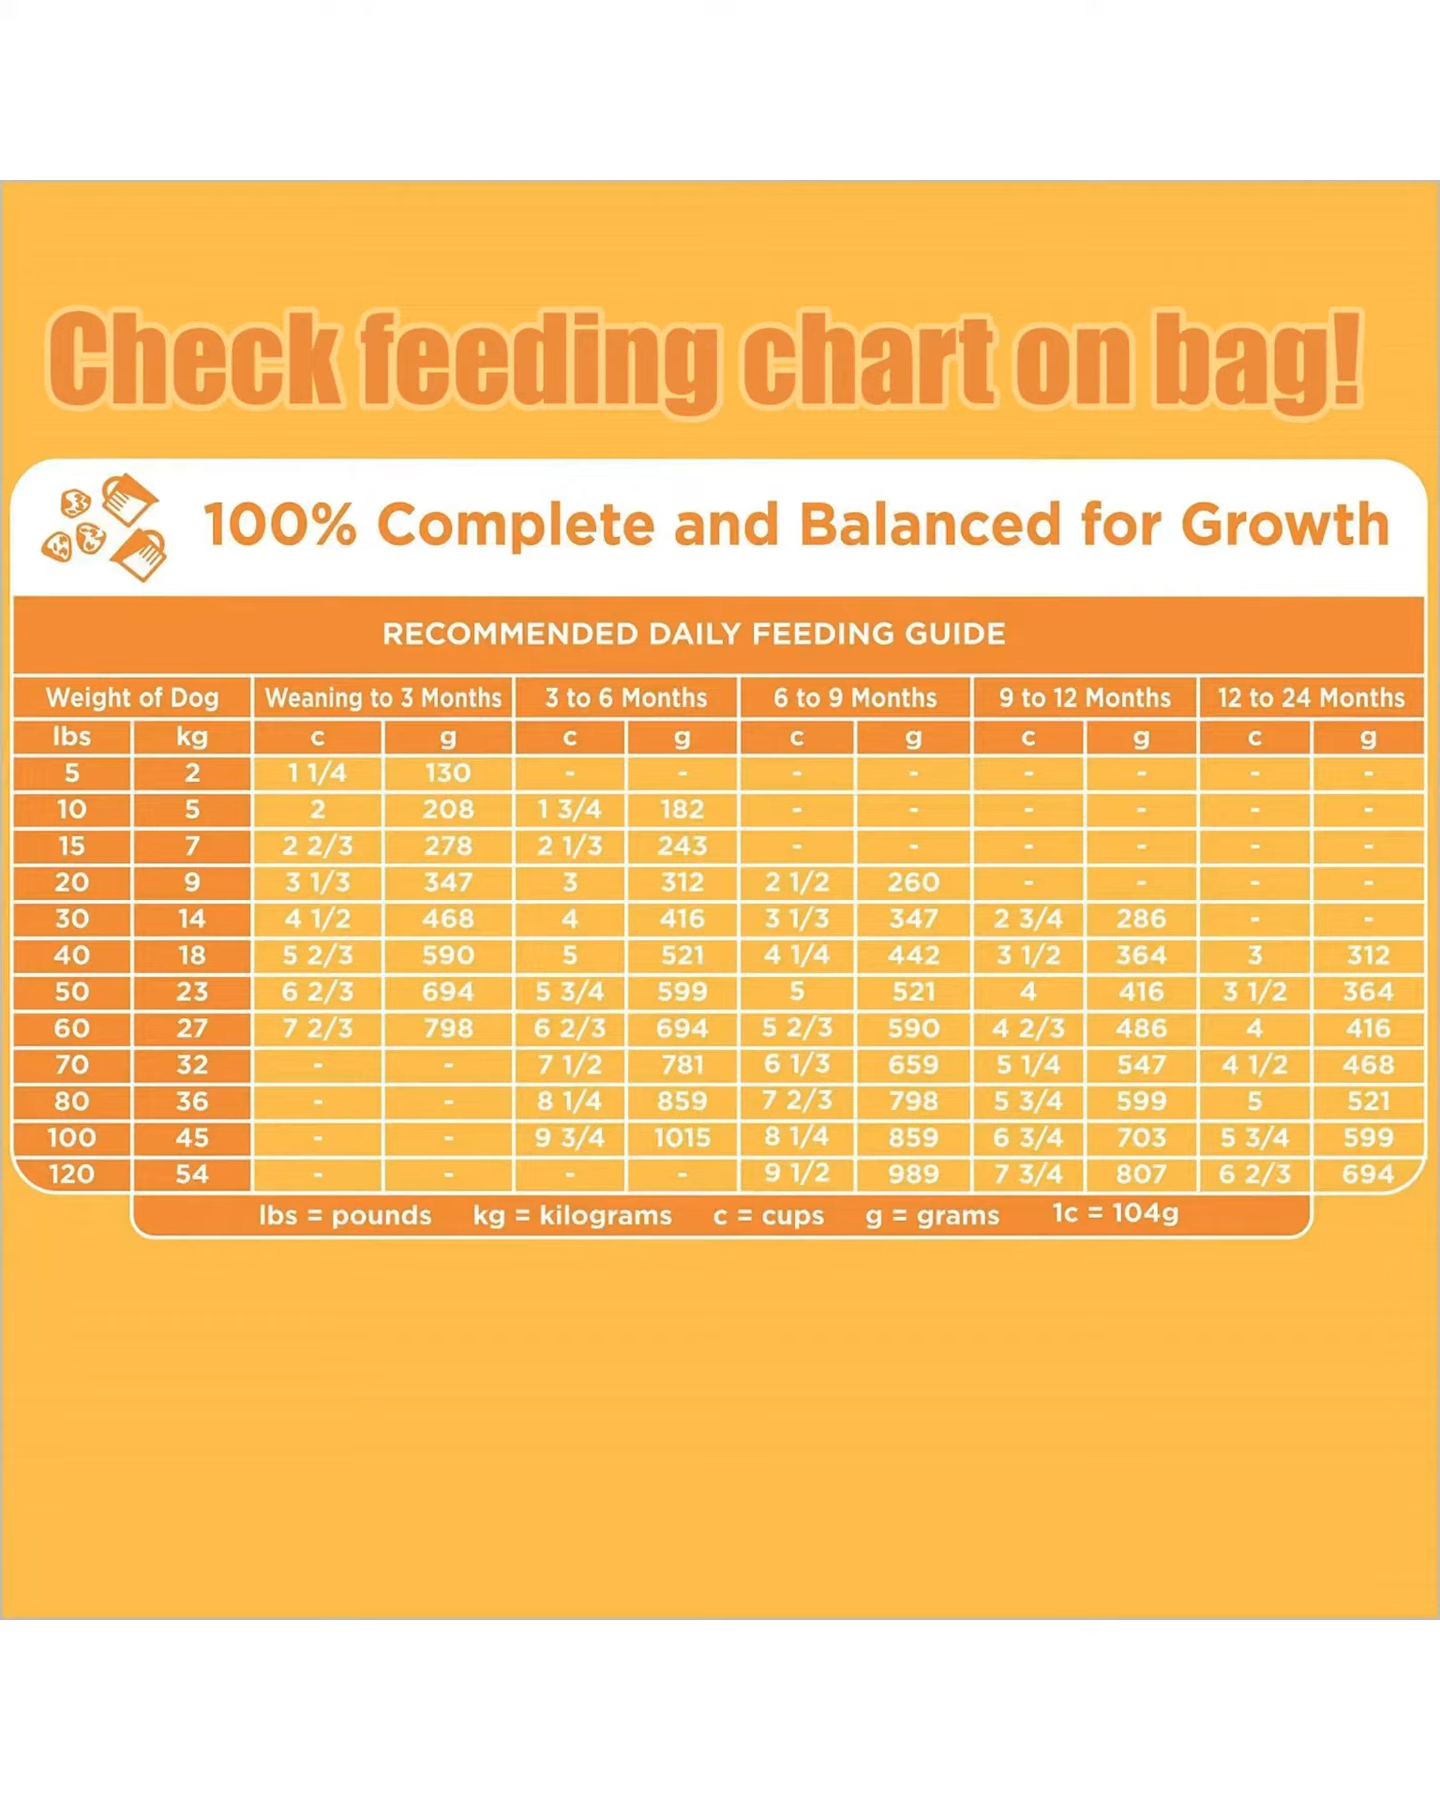 Check feeding chart on bag!
100% Complete and Balanced for Growth
RECOMMENDED DAILY FEEDING GUIDE
Weight of Dog Weaning to 3 Months 3 to 6 Months 6 to 9 Months 9 to 12 Months 12 to 24 Months
lbs kg c g c g c g c g c g
5 2 1 1/4 130 - - - - - - - -
10 5 2 208 1 3/4 182 - - - - - -
15 7 2 2/3 278 2 1/3 243 - - - - - -
20 9 3 1/3 347 3 312 2 1/2 260 - - - -
30 14 4 1/2 468 4 416 3 1/3 347 2 3/4 286 - -
40 18 5 2/3 590 5 521 4 1/4 442 3 1/2 364 3 312
50 23 6 2/3 694 5 3/4 599 5 521 4 416 3 1/2 364
60 27 7 2/3 798 6 2/3 694 5 2/3 590 4 2/3 486 4 416
70 32 - - 7 1/2 781 6 1/3 659 5 1/4 547 4 1/2 468
80 36 - - 8 1/4 859 7 2/3 798 5 3/4 599 5 521
100 45 - - 9 3/4 1015 8 1/4 859 6 3/4 703 5 3/4 599
120 54 - - - - 9 1/2 989 7 3/4 807 6 2/3 694
lbs = pounds kg = kilograms c = cups g = grams 1c = 104g